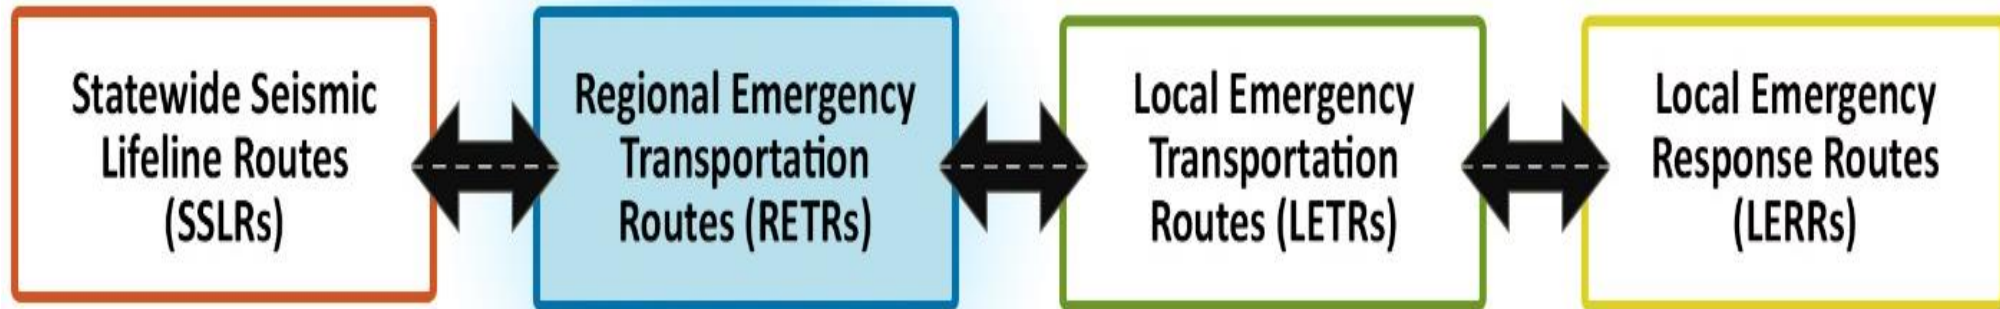 Statewide Seismic
Lifeline Routes
(SSLRs)
Regional Emergency
Transportation
Routes (RETRs)
Local Emergency
Transportation
Routes (LETRs)
Local Emergency
Response Routes
(LERRs)